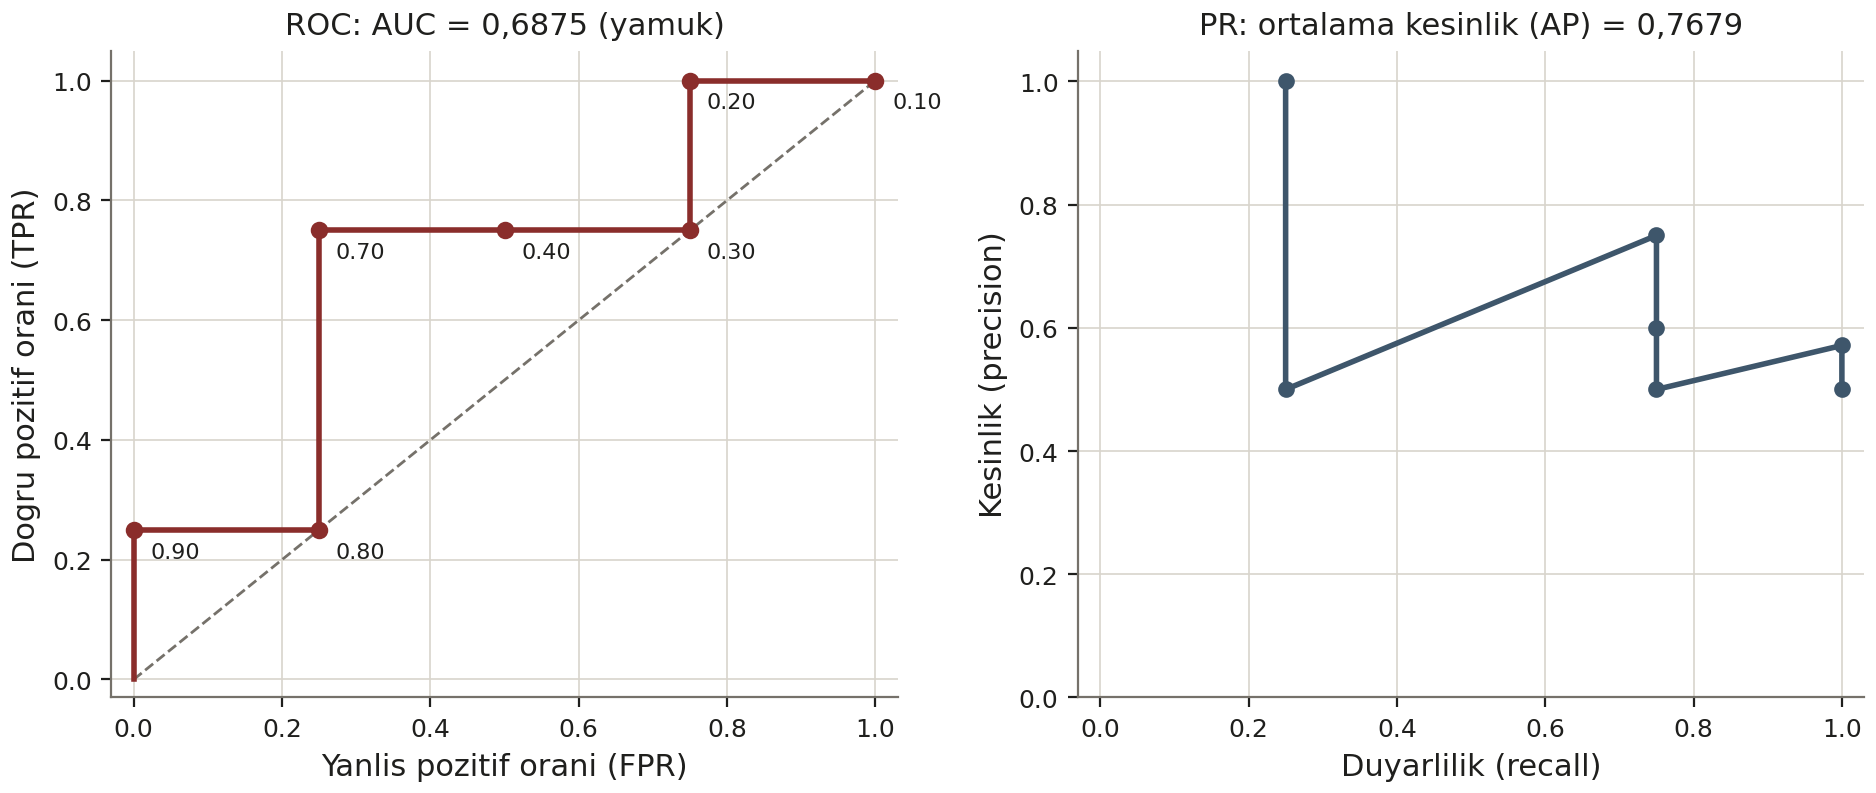 ROC: AUC = 0,6875 (yamuk)
Dogru pozitif orani (TPR)
1.0
0.8
0.6
0.4
0.2
0.0
0.20
0.10
0.70
0.40
0.30
0.90
0.80
0.0 0.2 0.4 0.6 0.8 1.0
Yanlis pozitif orani (FPR)
PR: ortalama kesinlik (AP) = 0,7679
Kesinlik (precision)
1.0
0.8
0.6
0.4
0.2
0.0
0.0 0.2 0.4 0.6 0.8 1.0
Duyarlilik (recall)